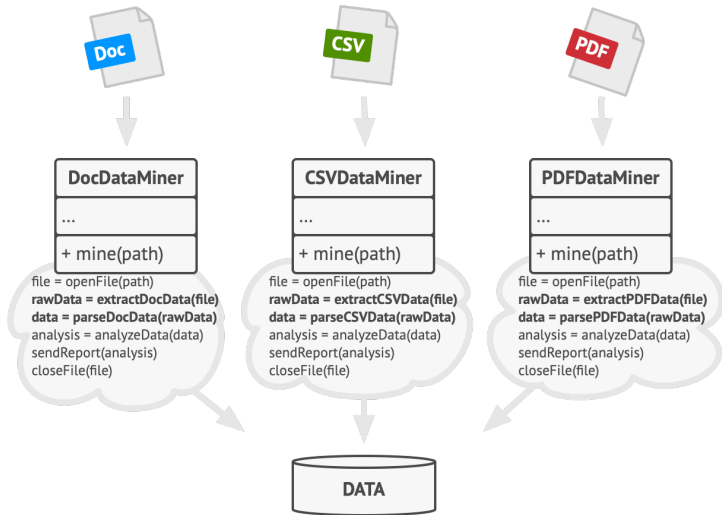 Doc
CSV
PDF
DocDataMiner
...
+ mine(path)
file = openFile(path)
rawData = extractDocData(file)
data = parseDocData(rawData)
analysis = analyzeData(data)
sendReport(analysis)
closeFile(file)
CSVDataMiner
...
+ mine(path)
file = openFile(path)
rawData = extractCSVData(file)
data = parseCSVData(rawData)
analysis = analyzeData(data)
sendReport(analysis)
closeFile(file)
PDFDataMiner
...
+ mine(path)
file = openFile(path)
rawData = extractPDFData(file)
data = parsePDFData(rawData)
analysis = analyzeData(data)
sendReport(analysis)
closeFile(file)
DATA